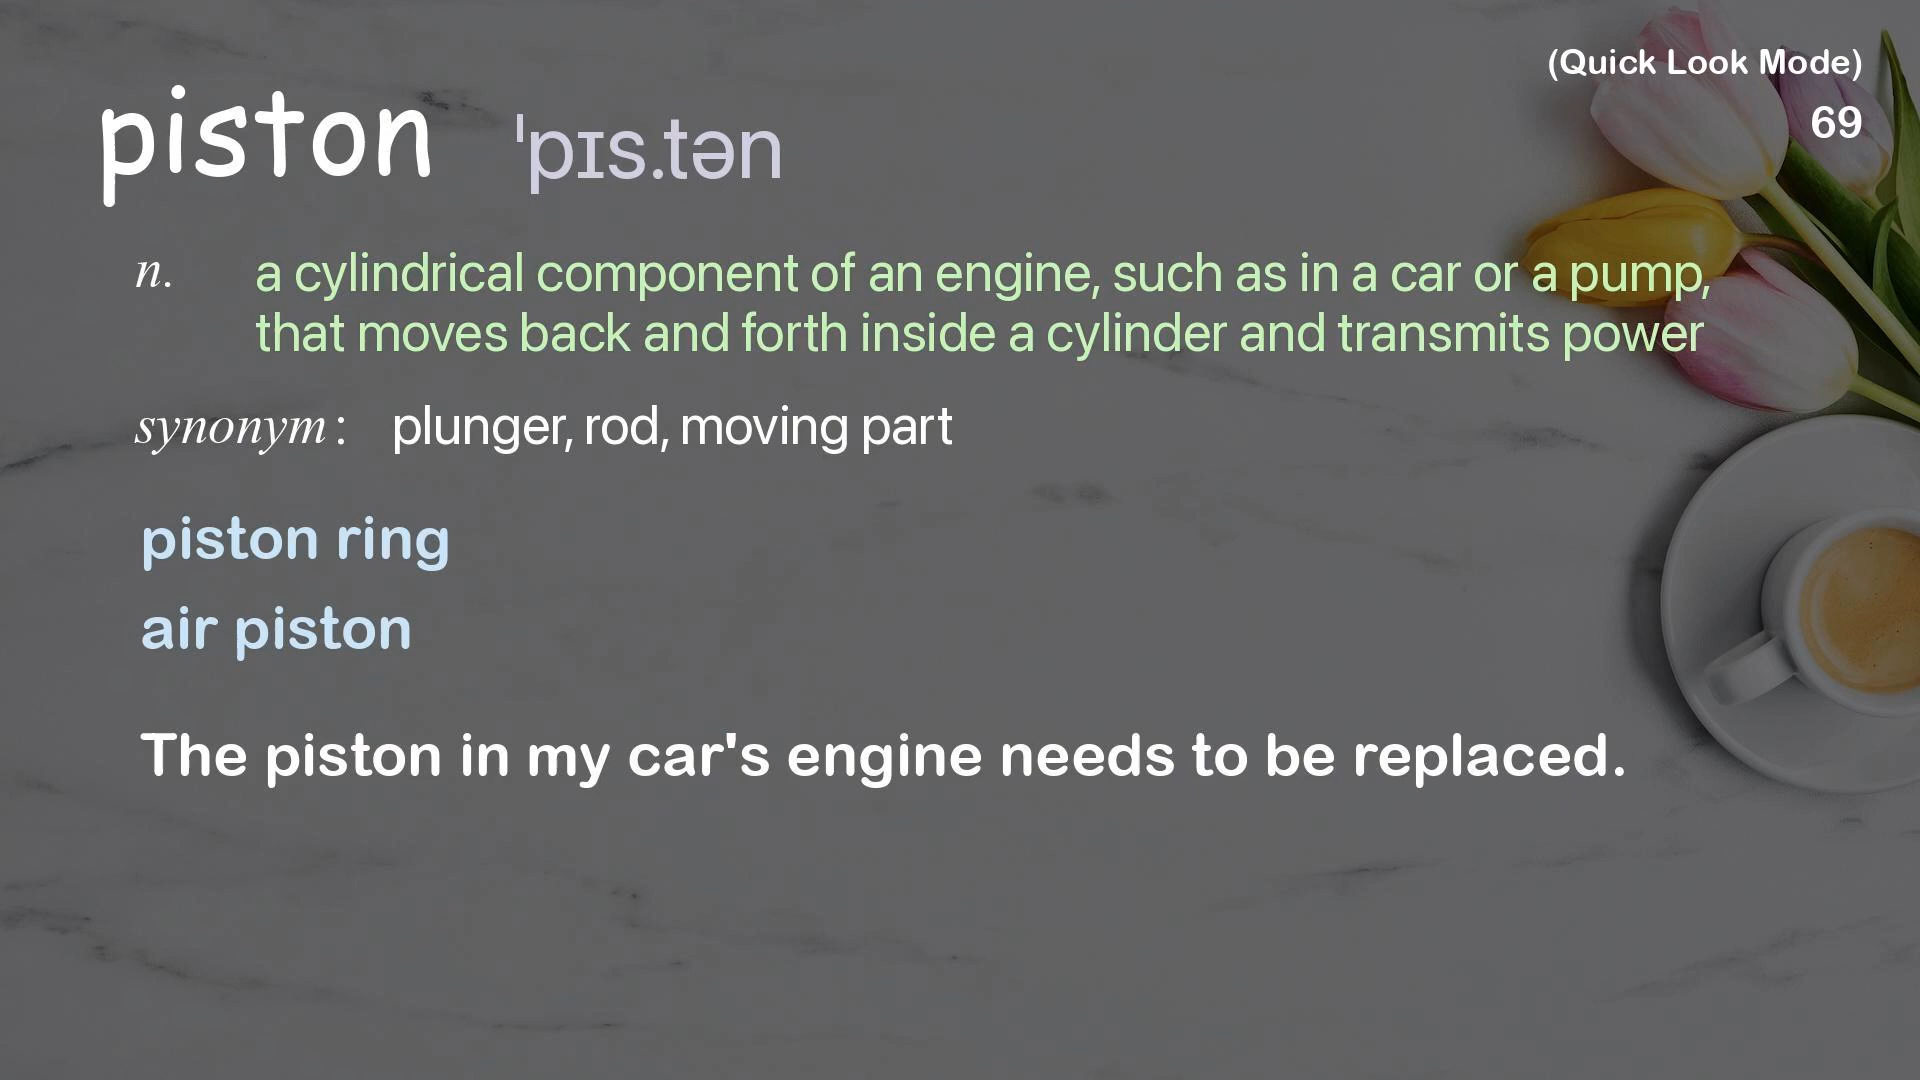 (Quick Look Mode)
piston ˈpɪs.tən
69
n. a cylindrical component of an engine, such as in a car or a pump,
that moves back and forth inside a cylinder and transmits power
synonym : plunger, rod, moving part
piston ring
air piston
The piston in my car's engine needs to be replaced.